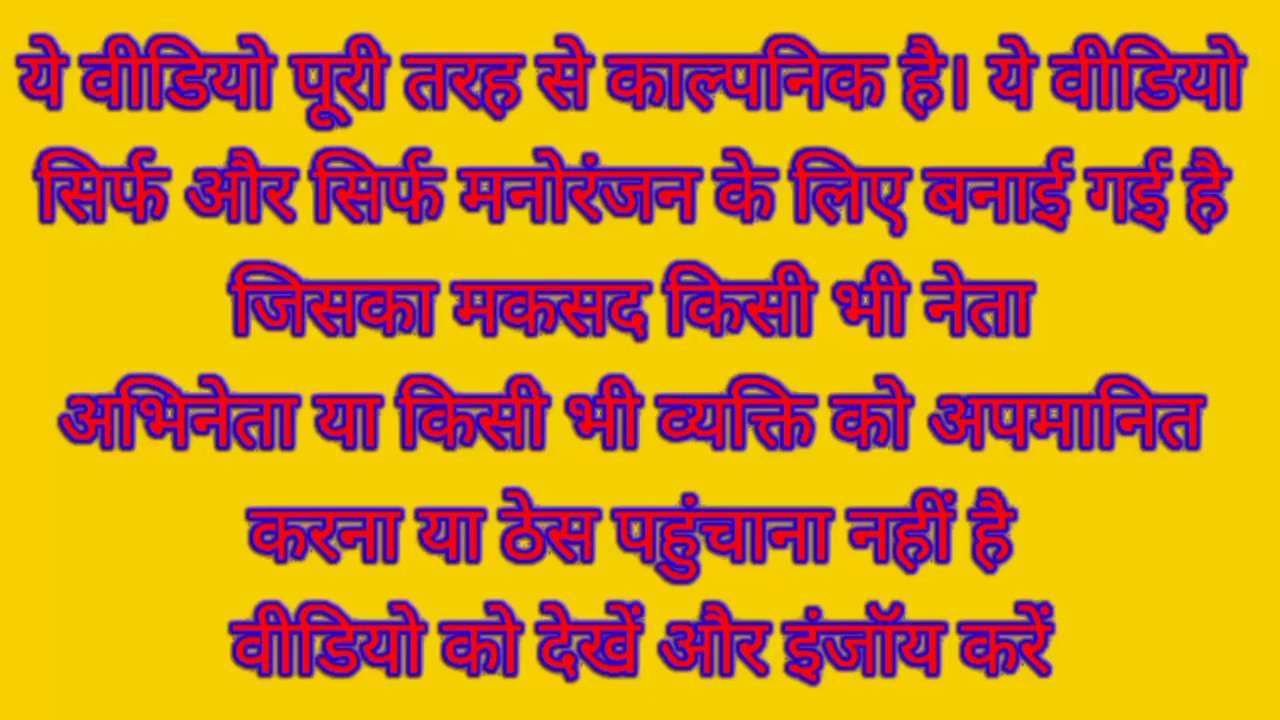 ये वीडियो पूरी तरह से काल्पनिक है। ये वीडियो
सिर्फ और सिर्फ मनोरंजन के लिए बनाई गई है
जिसका मकसद किसी भी नेता
अभिनेता या किसी भी व्यक्ति को अपमानित
करना या ठेस पहुंचाना नहीं है
वीडियो को देखें और इंजॉय करें